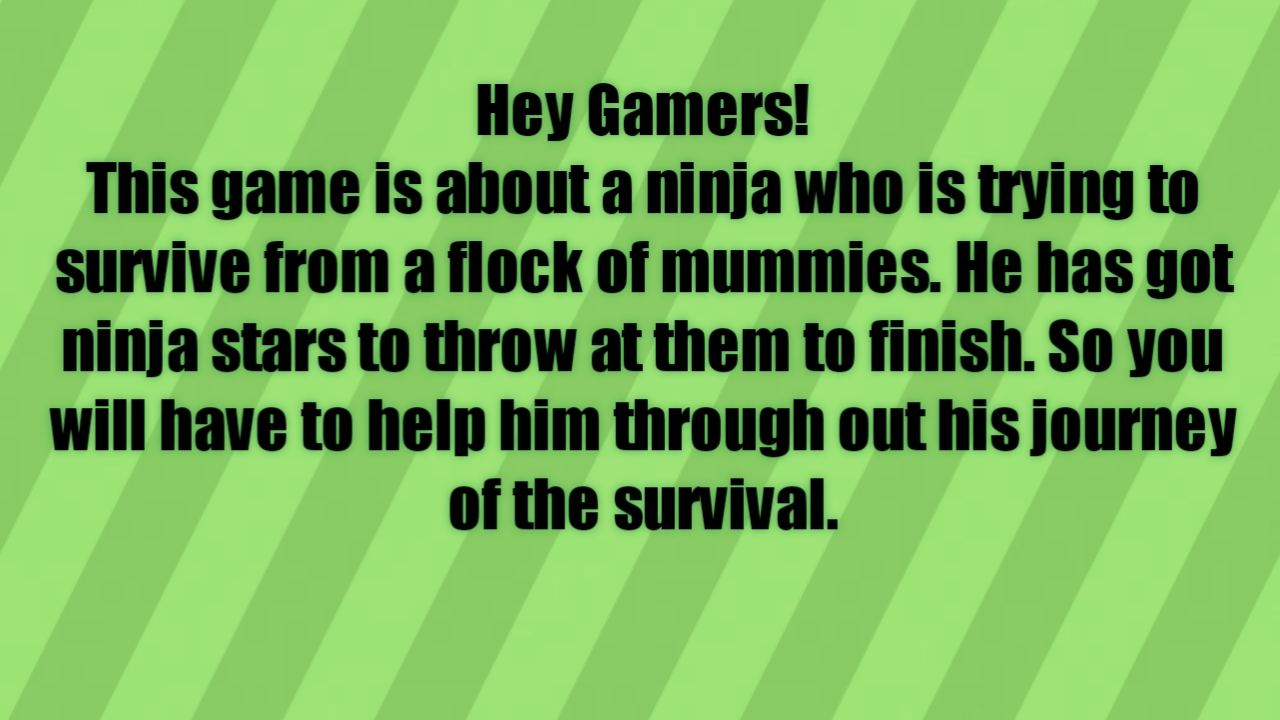 Hey Gamers!
This game is about a ninja who is trying to
survive from a flock of mummies. He has got
ninja stars to throw at them to finish. So you
will have to help him through out his journey
of the survival.